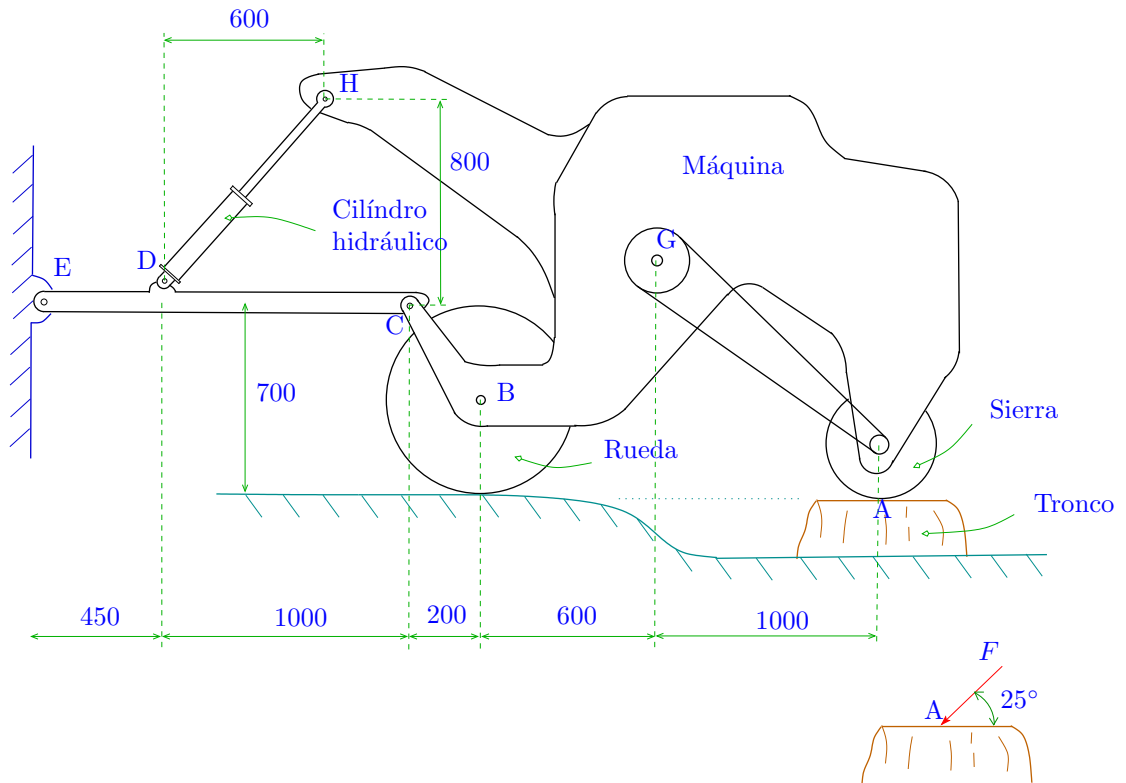 600
H
800
Máquina
Cilíndro
hidráulico
G
E
D
C
700
B
Sierra
Rueda
A
Tronco
450
1000
200
600
1000
F
A
25°